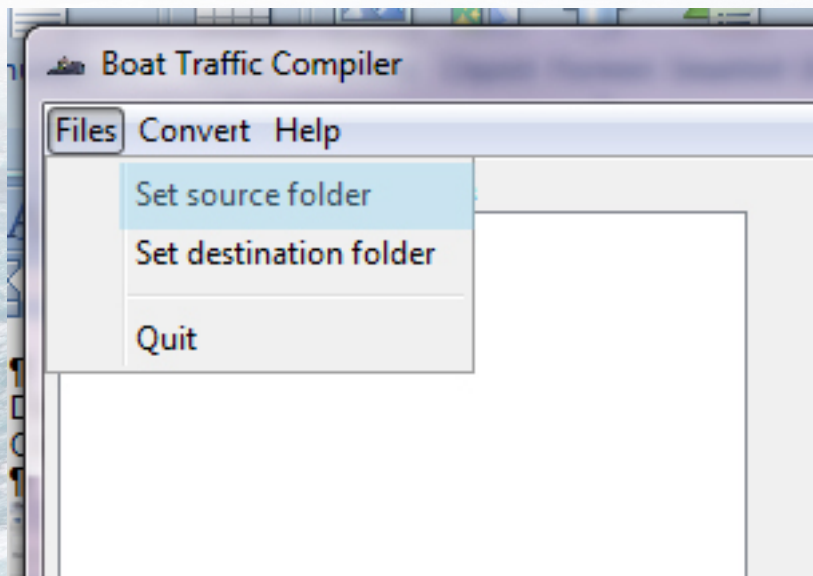 Boat Traffic Compiler
Files Convert Help
Set source folder
Set destination folder
Quit